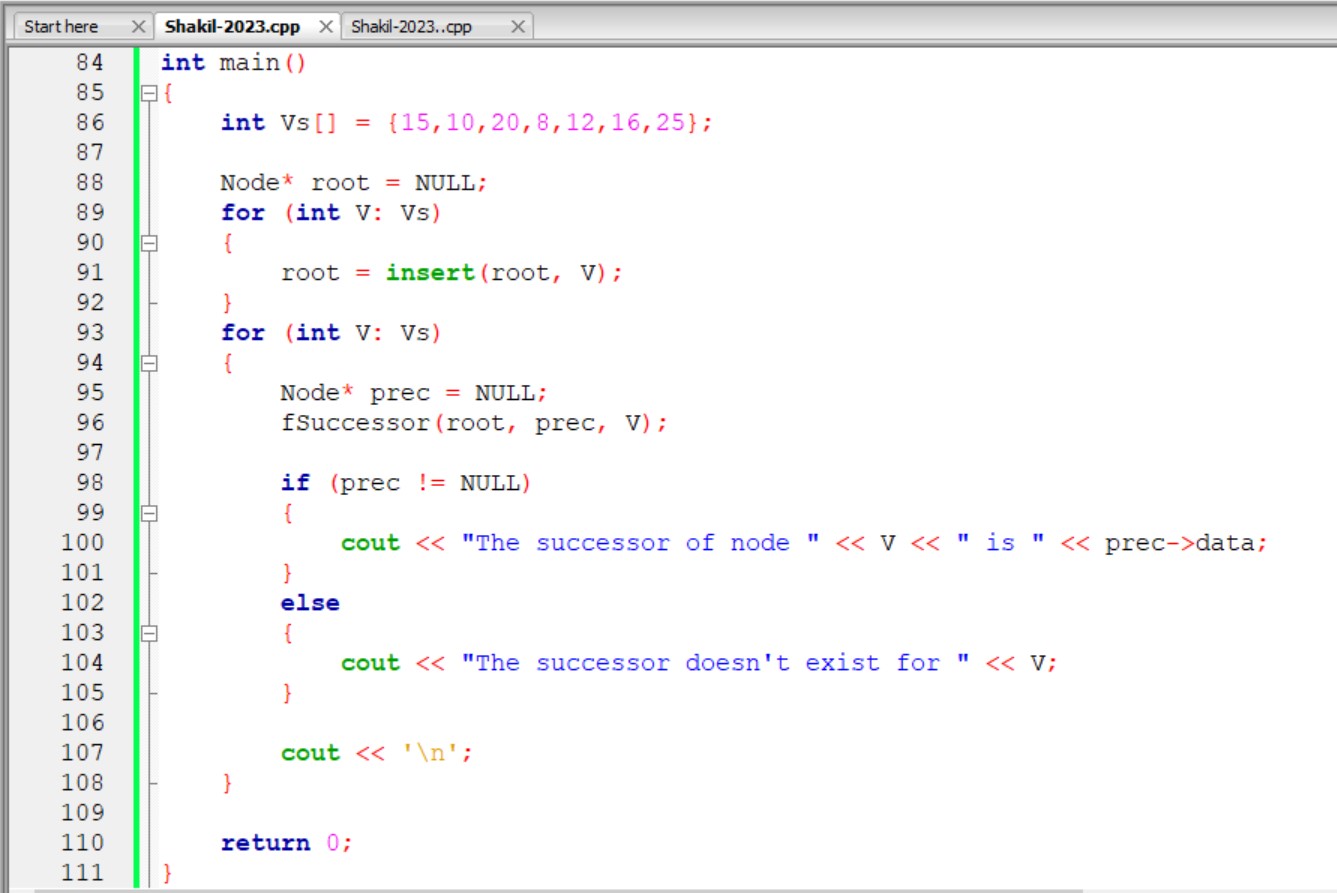 Start here Shakil-2023.cpp Shakil-2023..cpp
84 int main()
85 {
86 int Vs[] = {15,10,20,8,12,16,25};
87
88 Node* root = NULL;
89 for (int V: Vs)
90 {
91 root = insert(root, V);
92 }
93 for (int V: Vs)
94 {
95 Node* prec = NULL;
96 fSuccessor(root, prec, V);
97
98 if (prec != NULL)
99 {
100 cout << "The successor of node " << V << " is " << prec->data;
101 }
102 else
103 {
104 cout << "The successor doesn't exist for " << V;
105 }
106
107 cout << '\n';
108 }
109
110 return 0;
111 }